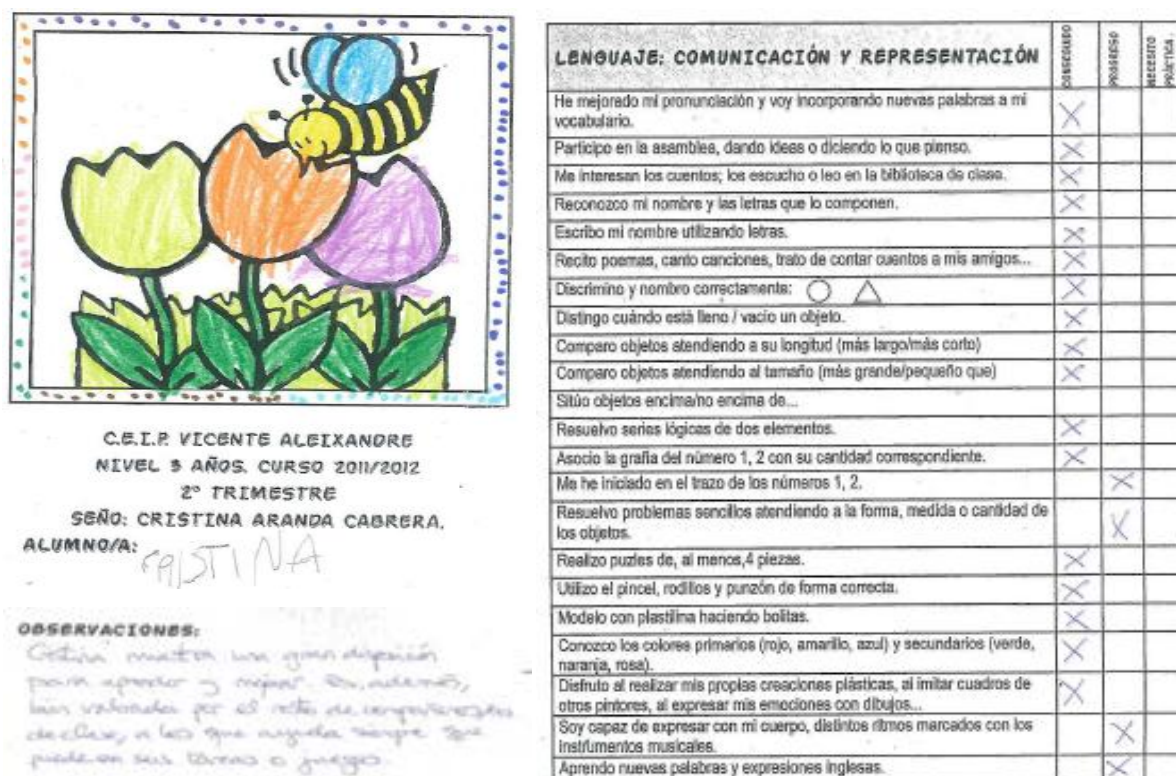 C.E.I.P. VICENTE ALEIXANDRE
NIVEL 3 AÑOS. CURSO 2011/2012
2º TRIMESTRE
SEÑO: CRISTINA ARANDA CABRERA.
ALUMNO/A:
CRISTINA
OBSERVACIONES:
muestra una gran disposición
para aprender y mejorar. Es, además,
valorada por el resto de compañeros/as
de clase, a los que ayuda siempre que
puede en sus tareas o juegos.
LENGUAJE: COMUNICACIÓN Y REPRESENTACIÓN
CONSEGUIDO
PROGRESO
NECESITO
PRÁCTICA
He mejorado mi pronunciación y voy incorporando nuevas palabras a mi
vocabulario.
Participo en la asamblea, dando ideas o diciendo lo que pienso.
Me interesan los cuentos; los escucho o leo en la biblioteca de clase.
Reconozco mi nombre y las letras que lo componen.
Escribo mi nombre utilizando letras.
Recito poemas, canto canciones, trato de contar cuentos a mis amigos...
Discrimino y nombro correctamente:
Distingo cuándo está lleno / vacío un objeto.
Comparo objetos atendiendo a su longitud (más largo/más corto)
Comparo objetos atendiendo al tamaño (más grande/pequeño que)
Sitúo objetos encima/no encima de...
Resuelvo series lógicas de dos elementos.
Asocio la grafía del número 1, 2 con su cantidad correspondiente.
Me he iniciado en el trazo de los números 1, 2.
Resuelvo problemas sencillos atendiendo a la forma, medida o cantidad de
los objetos.
Realizo puzles de, al menos,4 piezas.
Utilizo el pincel, rodillos y punzón de forma correcta.
Modelo con plastilina haciendo bolitas.
Conozco los colores primarios (rojo, amarillo, azul) y secundarios (verde,
naranja, rosa).
Disfruto al realizar mis propias creaciones plásticas, al imitar cuadros de
otros pintores, al expresar mis emociones con dibujos...
Soy capaz de expresar con mi cuerpo, distintos ritmos marcados con los
instrumentos musicales.
Aprendo nuevas palabras y expresiones inglesas.